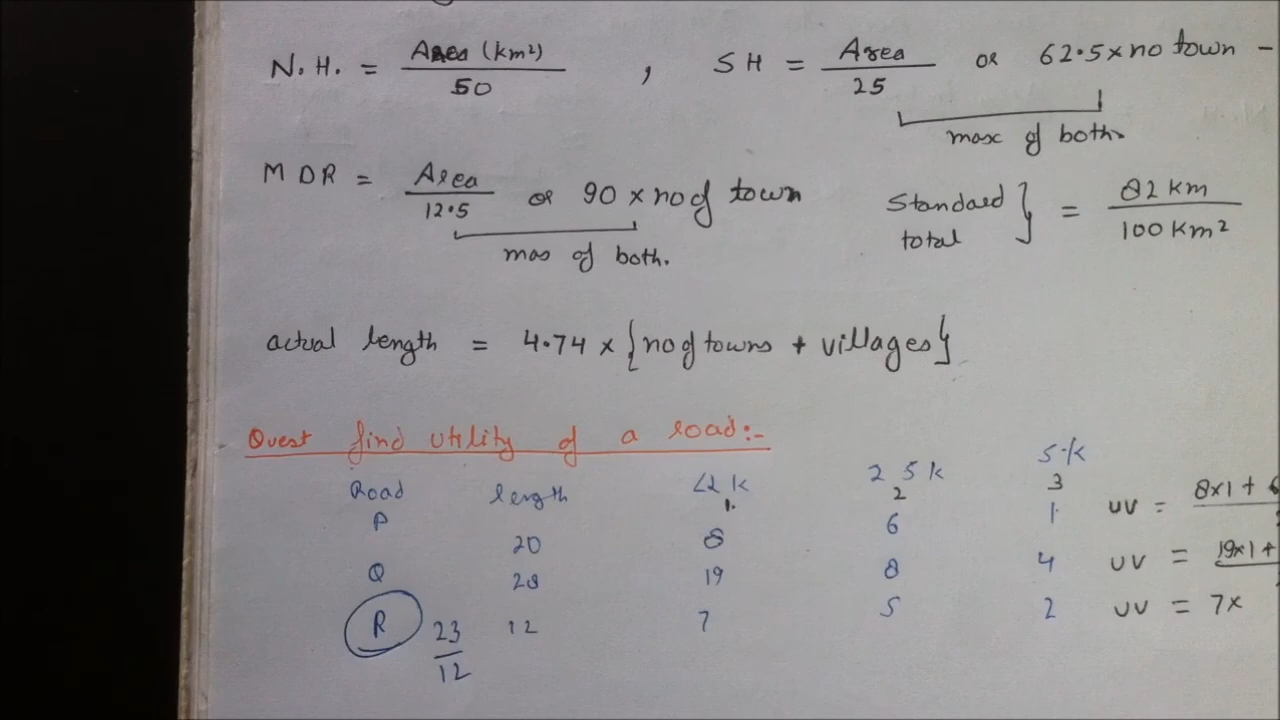 N.H. = Area (km²) / 50 , SH = Area / 25 or 62.5 x no town -
max of both
MDR = Area / 12.5 or 90 x no of town
max of both.
Standard total } = 82 km / 100 km²
actual length = 4.74 x {no of towns + villages}
Quest find utility of a road:-
Road length <2 k 2 5 k 5-k
1. 2 3
P 20 8 6 1 UV = 8x1 +
Q 28 19 8 4 UV = 19x1 +
R 23/12 12 7 5 2 UV = 7x